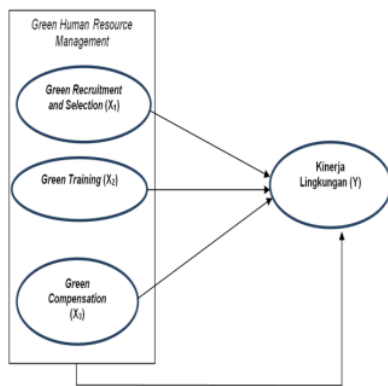 Green Human Resource
Management
Green Recruitment
and Selection (X₁)
Green Training (X₂)
Green
Compensation
(X₃)
Kinerja
Lingkungan (Y)